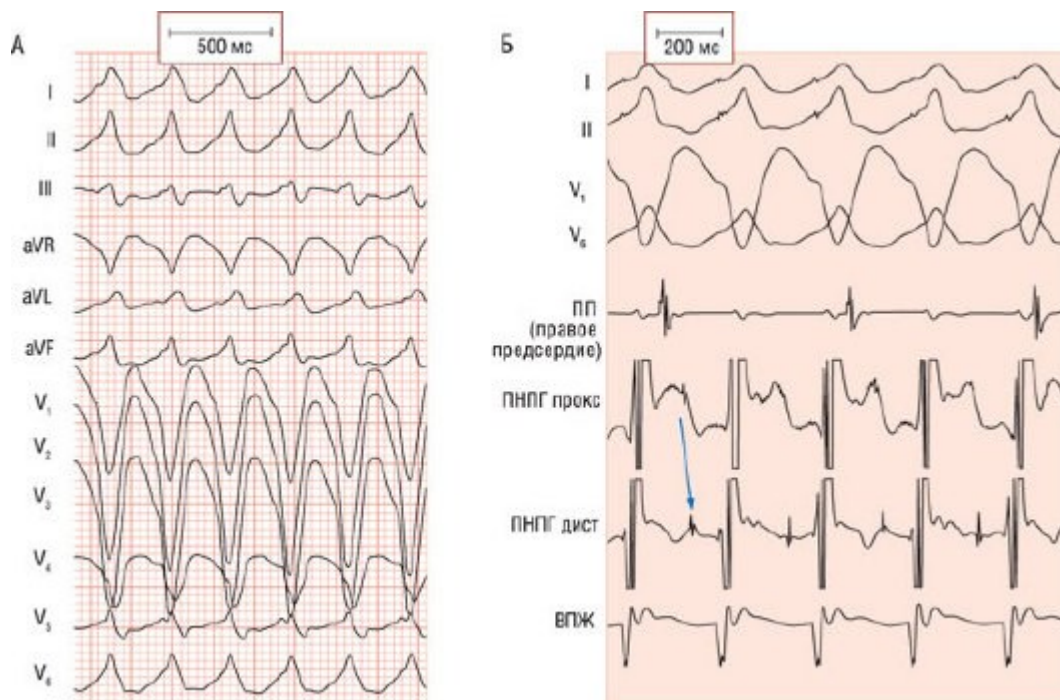 А
500 мс
I
II
III
aVR
aVL
aVF
V1
V2
V3
V4
V5
V6
Б
200 мс
I
II
V1
V6
ПП
(правое
предсердие)
ПНПГ прокс
ПНПГ дист
ВПЖ